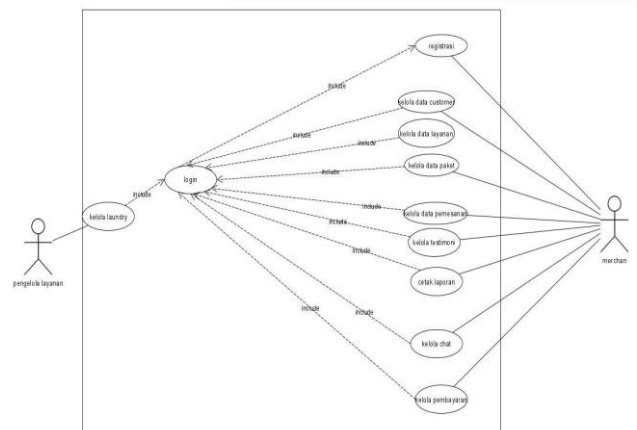 registrasi
include
kelola data customer
include
kelola data layanan
include
kelola data paket
include
login
include
kelola laundry
include
kelola data pemesanan
include
kelola testimoni
include
cetak laporan
include
kelola chat
include
kelola pembayaran
pengelola layanan
merchan